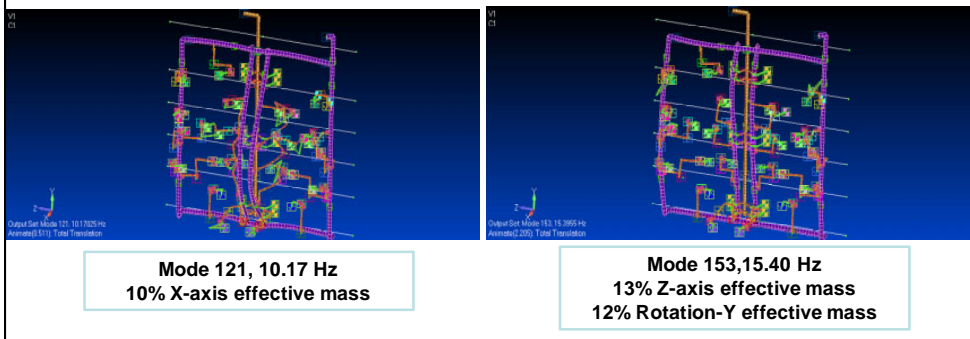 V1
C1
Y
Z
X
Output Set: Mode 121, 10.17025 Hz
Animate(0.511): Total Translation
V1
C1
Y
Z
X
Output Set: Mode 153, 15.3955 Hz
Animate(2.205): Total Translation
Mode 121, 10.17 Hz
10% X-axis effective mass
Mode 153,15.40 Hz
13% Z-axis effective mass
12% Rotation-Y effective mass